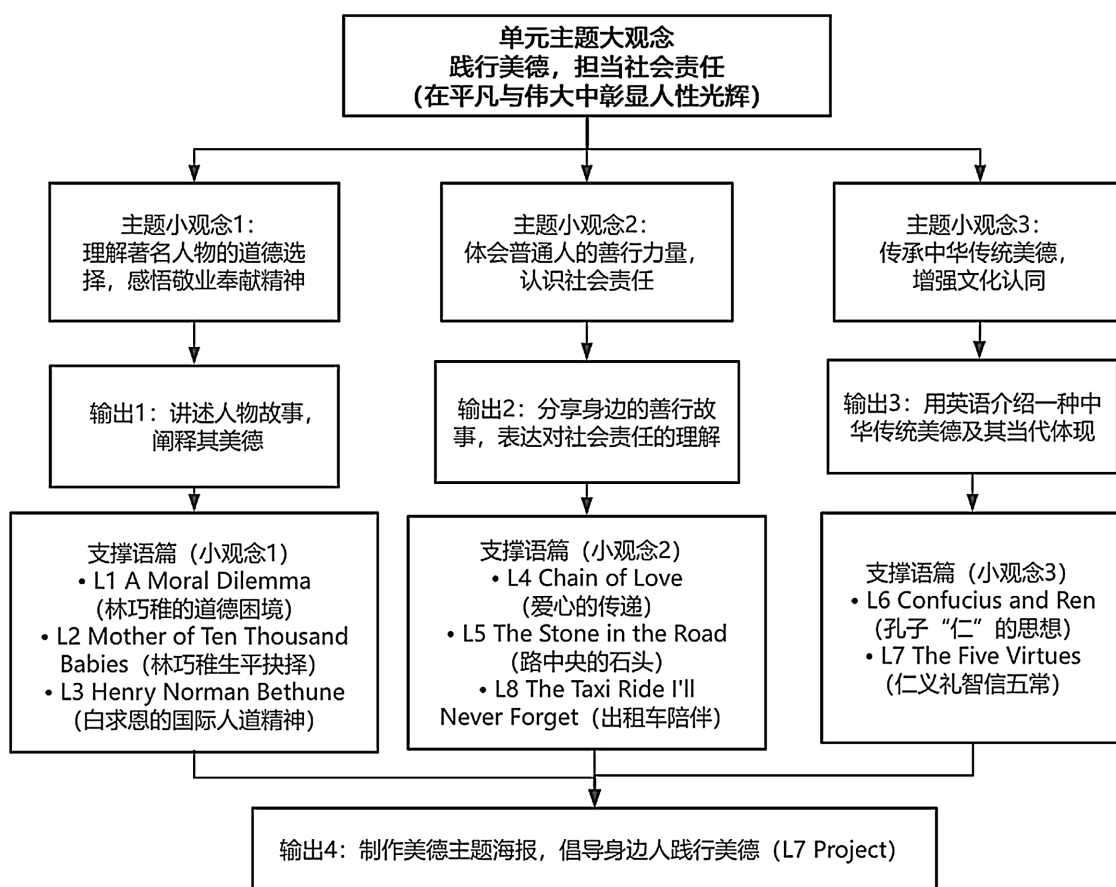 单元主题大观念
践行美德，担当社会责任
（在平凡与伟大中彰显人性光辉）
主题小观念1：
理解著名人物的道德选
择，感悟敬业奉献精神
主题小观念2：
体会普通人的善行力量，
认识社会责任
主题小观念3：
传承中华传统美德，
增强文化认同
输出1：讲述人物故事，
阐释其美德
输出2：分享身边的善行故
事，表达对社会责任的理解
输出3：用英语介绍一种中
华传统美德及其当代体现
支撑语篇（小观念1）
• L1 A Moral Dilemma
（林巧稚的道德困境）
• L2 Mother of Ten Thousand
Babies（林巧稚生平抉择）
• L3 Henry Norman Bethune
（白求恩的国际人道精神）
支撑语篇（小观念2）
• L4 Chain of Love
（爱心的传递）
• L5 The Stone in the Road
（路中央的石头）
• L8 The Taxi Ride I'll
Never Forget（出租车陪伴）
支撑语篇（小观念3）
• L6 Confucius and Ren
（孔子“仁”的思想）
• L7 The Five Virtues
（仁义礼智信五常）
输出4：制作美德主题海报，倡导身边人践行美德（L7 Project）